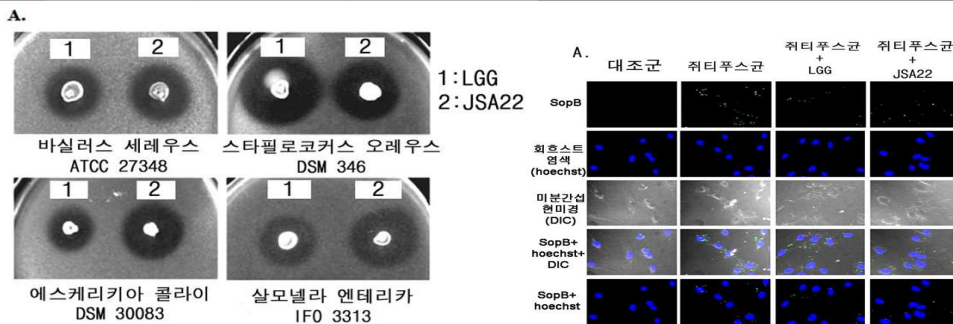 A.
1 2
1 2
1:LGG
2:JSA22
바실러스 세레우스
ATCC 27348
스타필로코커스 오레우스
DSM 346
1 2
1 2
에스케리키아 콜라이
DSM 30083
살모넬라 엔테리카
IFO 3313
A.
대조군
쥐티푸스균
쥐티푸스균
+
LGG
쥐티푸스균
+
JSA22
SopB
회흐스트
염색
(hoechst)
미분간섭
현미경
(DIC)
SopB+
hoechst+
DIC
SopB+
hoechst